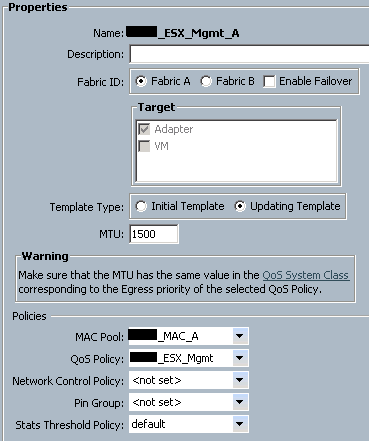 Properties
Name: _ESX_Mgmt_A
Description:
Fabric ID: Fabric A Fabric B Enable Failover
Target
Adapter
VM
Template Type: Initial Template Updating Template
MTU: 1500
Warning
Make sure that the MTU has the same value in the QoS System Class
corresponding to the Egress priority of the selected QoS Policy.
Policies
MAC Pool: _MAC_A
QoS Policy: _ESX_Mgmt
Network Control Policy: <not set>
Pin Group: <not set>
Stats Threshold Policy: default